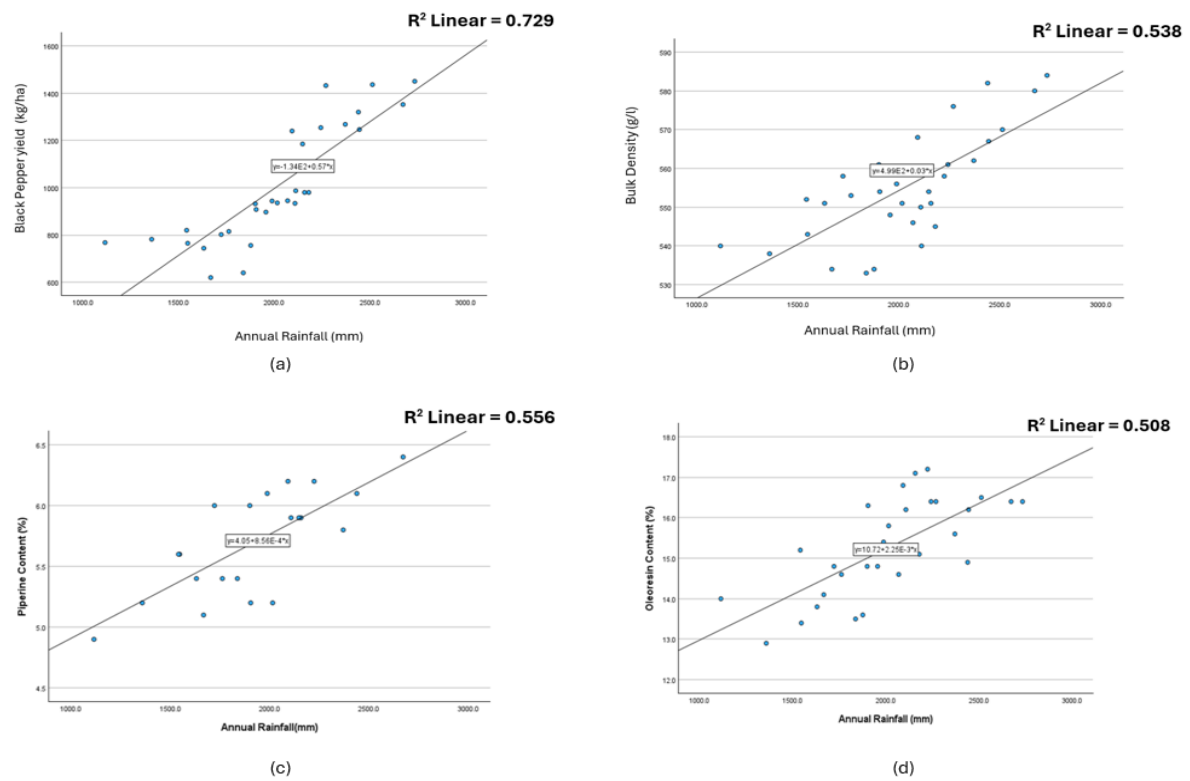 R² Linear = 0.729
Black Pepper yield (kg/ha)
1600
1400
1200
1000
800
600
y=-1.34E2+0.57*x
1000.0 1500.0 2000.0 2500.0 3000.0
Annual Rainfall (mm)
(a)
R² Linear = 0.538
Bulk Density (g/l)
590
580
570
560
550
540
530
y=4.99E2+0.03*x
1000.0 1500.0 2000.0 2500.0 3000.0
Annual Rainfall (mm)
(b)
R² Linear = 0.556
Piperine Content (%)
6.5
6.0
5.5
5.0
4.5
y=4.05+8.56E-4*x
1000.0 1500.0 2000.0 2500.0 3000.0
Annual Rainfall(mm)
(c)
R² Linear = 0.508
Oleoresin Content (%)
18.0
17.0
16.0
15.0
14.0
13.0
12.0
y=10.72+2.25E-3*x
1000.0 1500.0 2000.0 2500.0 3000.0
Annual Rainfall (mm)
(d)